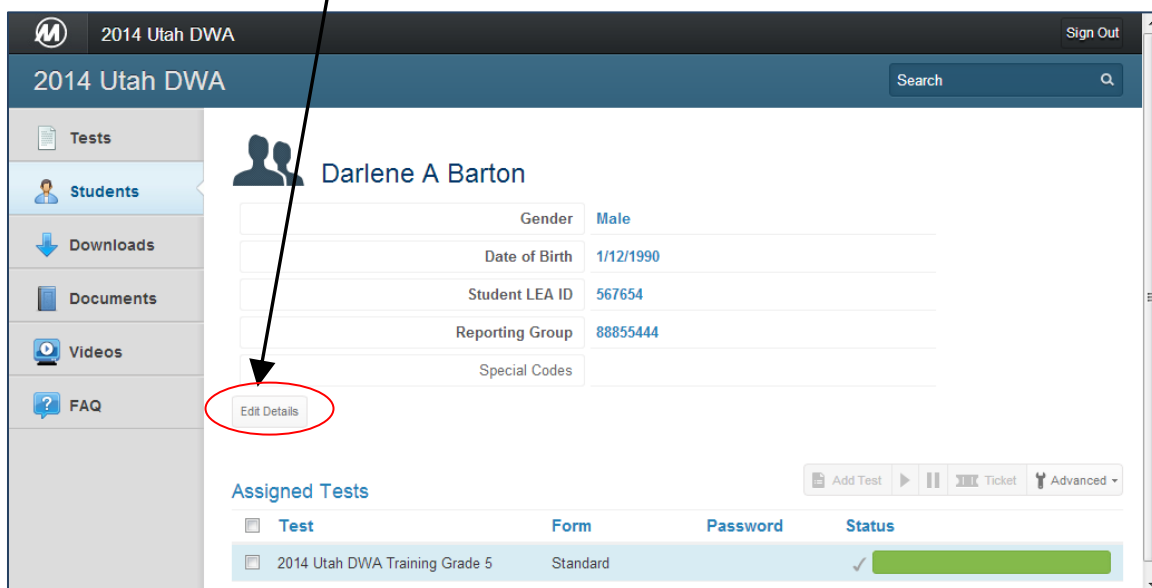 2014 Utah DWA
Sign Out
2014 Utah DWA
Search
Tests
Students
Downloads
Documents
Videos
FAQ
Darlene A Barton
Gender Male
Date of Birth 1/12/1990
Student LEA ID 567654
Reporting Group 88855444
Special Codes
Edit Details
Assigned Tests
Add Test Ticket Advanced
Test Form Password Status
2014 Utah DWA Training Grade 5 Standard